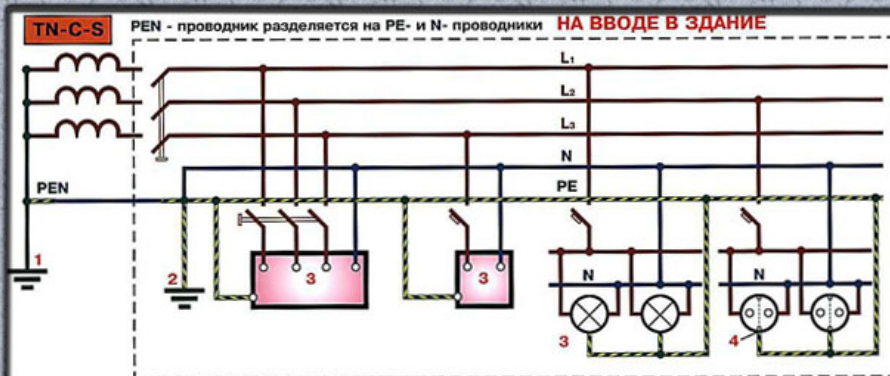 TN-C-S PEN - проводник разделяется на PE- и N- проводники НА ВВОДЕ В ЗДАНИЕ
L1
L2
L3
N
PEN PE
1
2 3 3
N N
3 4